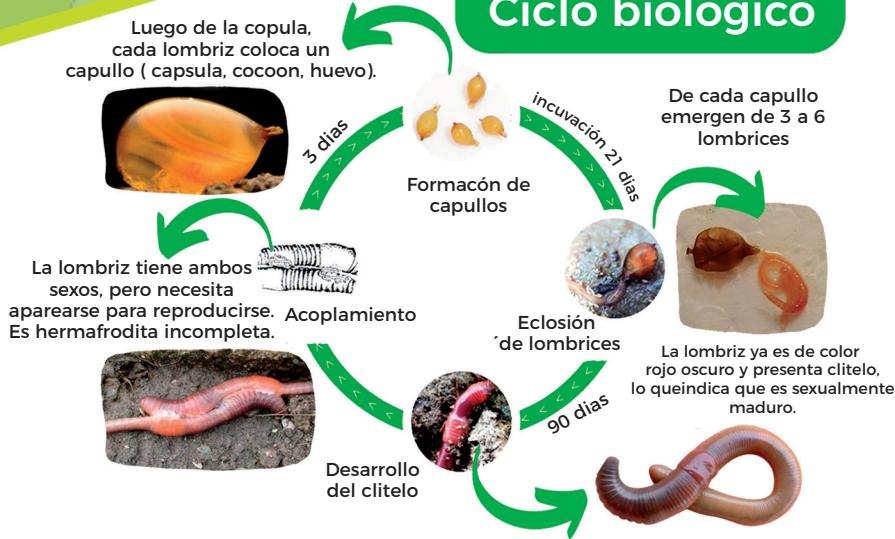 Ciclo biológico
Luego de la copula,
cada lombriz coloca un
capullo ( capsula, cocoon, huevo).
3 dias
Formacón de
capullos
incuvación 21 dias
De cada capullo
emergen de 3 a 6
lombrices
La lombriz tiene ambos
sexos, pero necesita
aparearse para reproducirse.
Es hermafrodita incompleta.
Acoplamiento
Eclosión
´de lombrices
La lombriz ya es de color
rojo oscuro y presenta clitelo,
lo queindica que es sexualmente
maduro.
90 dias
Desarrollo
del clitelo